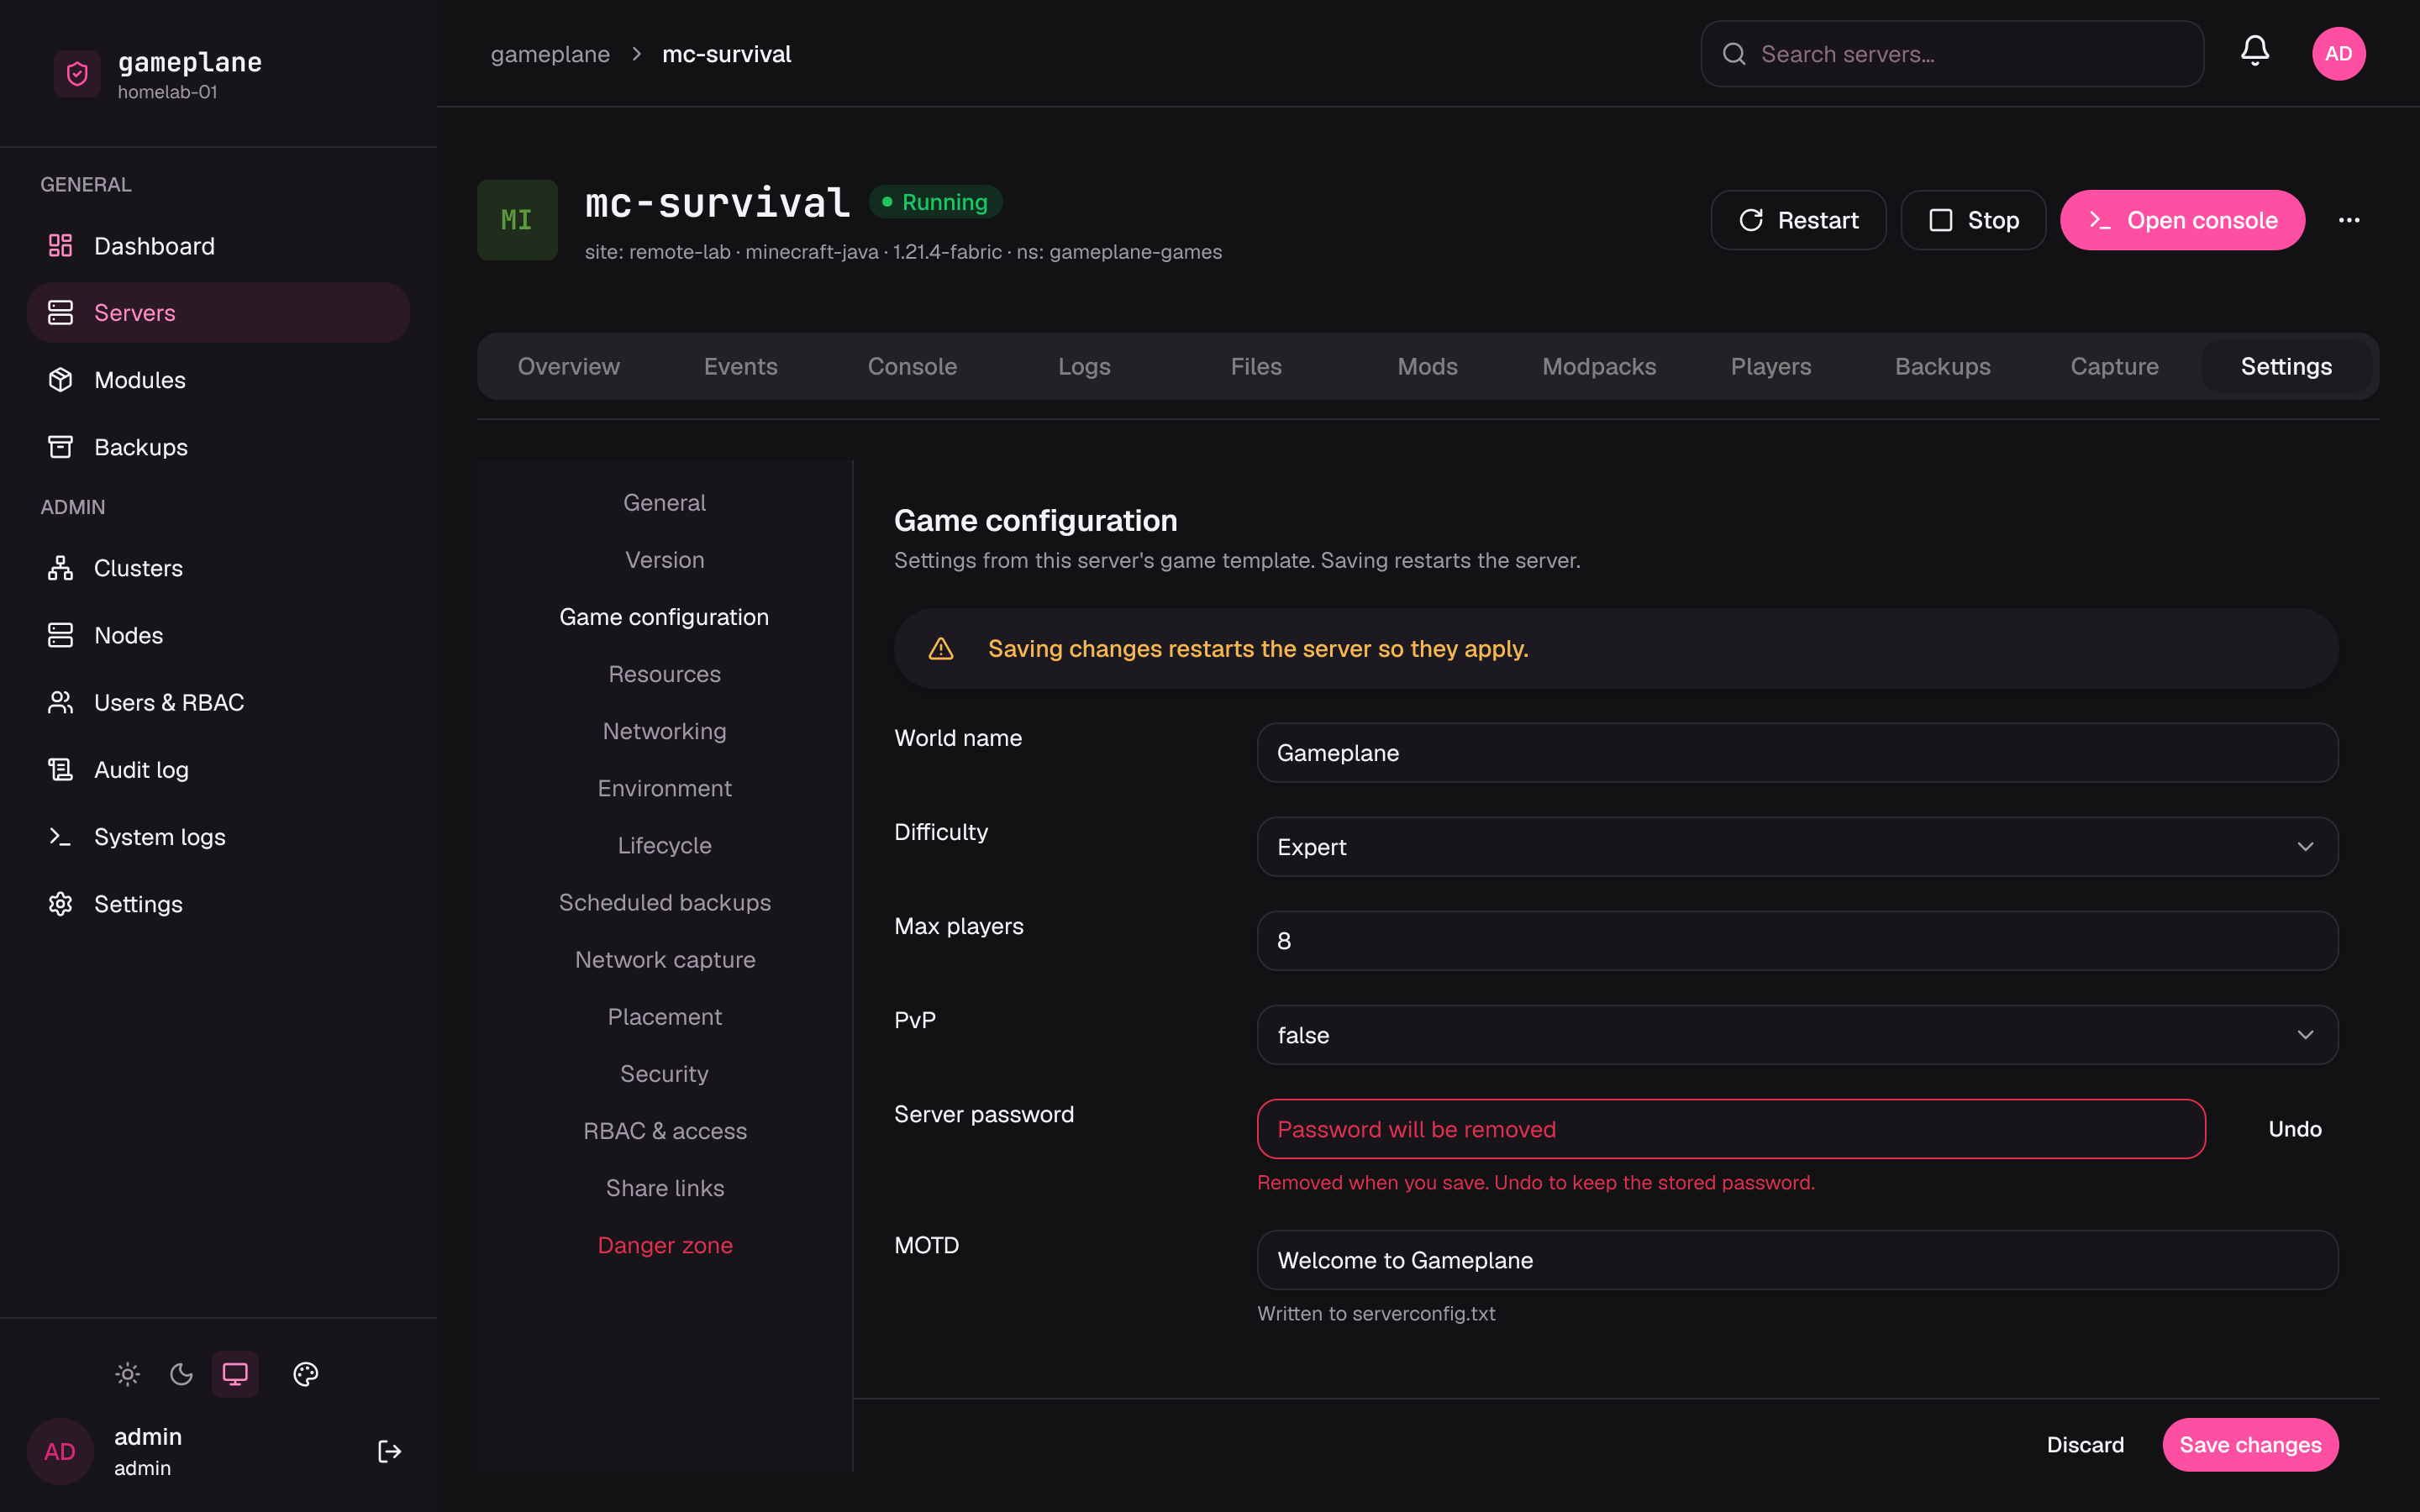 gameplane
homelab-01
GENERAL
Dashboard
Servers
Modules
Backups
ADMIN
Clusters
Nodes
Users & RBAC
Audit log
System logs
Settings
AD
admin
admin
gameplane > mc-survival
Search servers...
AD
MI
mc-survival
Running
site: remote-lab · minecraft-java · 1.21.4-fabric · ns: gameplane-games
Restart
Stop
Open console
Overview
Events
Console
Logs
Files
Mods
Modpacks
Players
Backups
Capture
Settings
General
Version
Game configuration
Resources
Networking
Environment
Lifecycle
Scheduled backups
Network capture
Placement
Security
RBAC & access
Share links
Danger zone
Game configuration
Settings from this server's game template. Saving restarts the server.
Saving changes restarts the server so they apply.
World name
Gameplane
Difficulty
Expert
Max players
8
PvP
false
Server password
Password will be removed
Undo
Removed when you save. Undo to keep the stored password.
MOTD
Welcome to Gameplane
Written to serverconfig.txt
Discard
Save changes